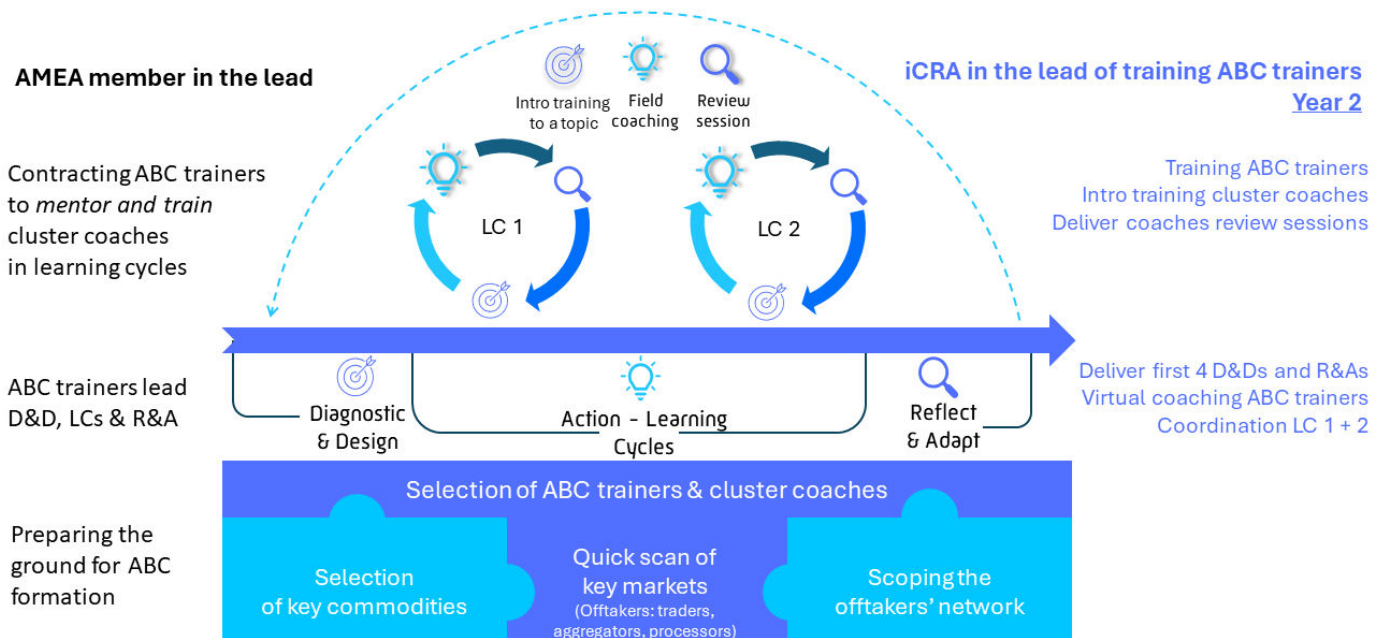 AMEA member in the lead
iCRA in the lead of training ABC trainers
Year 2
Intro training
to a topic
Field
coaching
Review
session
Contracting ABC trainers
to mentor and train
cluster coaches
in learning cycles
LC 1
LC 2
Training ABC trainers
Intro training cluster coaches
Deliver coaches review sessions
ABC trainers lead
D&D, LCs & R&A
Diagnostic
& Design
Action - Learning
Cycles
Reflect
& Adapt
Deliver first 4 D&Ds and R&As
Virtual coaching ABC trainers
Coordination LC 1 + 2
Selection of ABC trainers & cluster coaches
Preparing the
ground for ABC
formation
Selection
of key commodities
Quick scan of
key markets
(Offtakers: traders,
aggregators, processors)
Scoping the
offtakers’ network